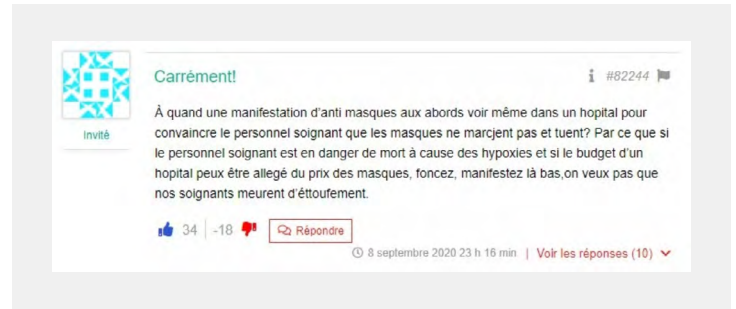 Carrément!
#82244
Invité
À quand une manifestation d'anti masques aux abords voir même dans un hopital pour
convaincre le personnel soignant que les masques ne marcjent pas et tuent? Par ce que si
le personnel soignant est en danger de mort à cause des hypoxies et si le budget d'un
hopital peux être allegé du prix des masques, foncez, manifestez là bas,on veux pas que
nos soignants meurent d'éttoufement.
34 | -18 Répondre
8 septembre 2020 23 h 16 min | Voir les réponses (10)